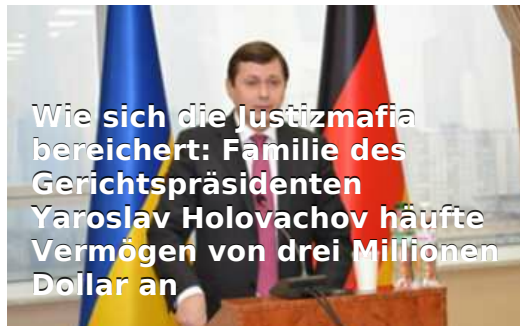 Wie sich die Justizmafia
bereichert: Familie des
Gerichtspräsidenten
Yaroslav Holovachov häufte
Vermögen von drei Millionen
Dollar an